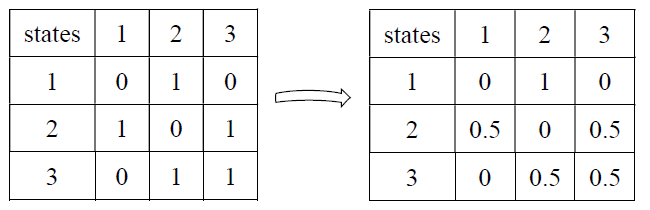 states 1 2 3
1 0 1 0
2 1 0 1
3 0 1 1
states 1 2 3
1 0 1 0
2 0.5 0 0.5
3 0 0.5 0.5